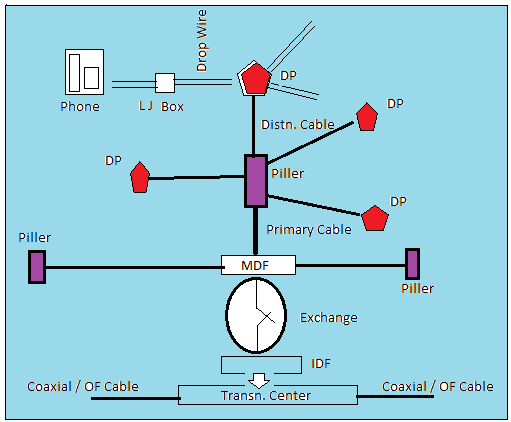 Drop Wire
DP
Phone
L J Box
DP
Distn. Cable
DP
Piller
DP
Primary Cable
Piller
MDF
Piller
Exchange
IDF
Coaxial / OF Cable
Transn. Center
Coaxial / OF Cable